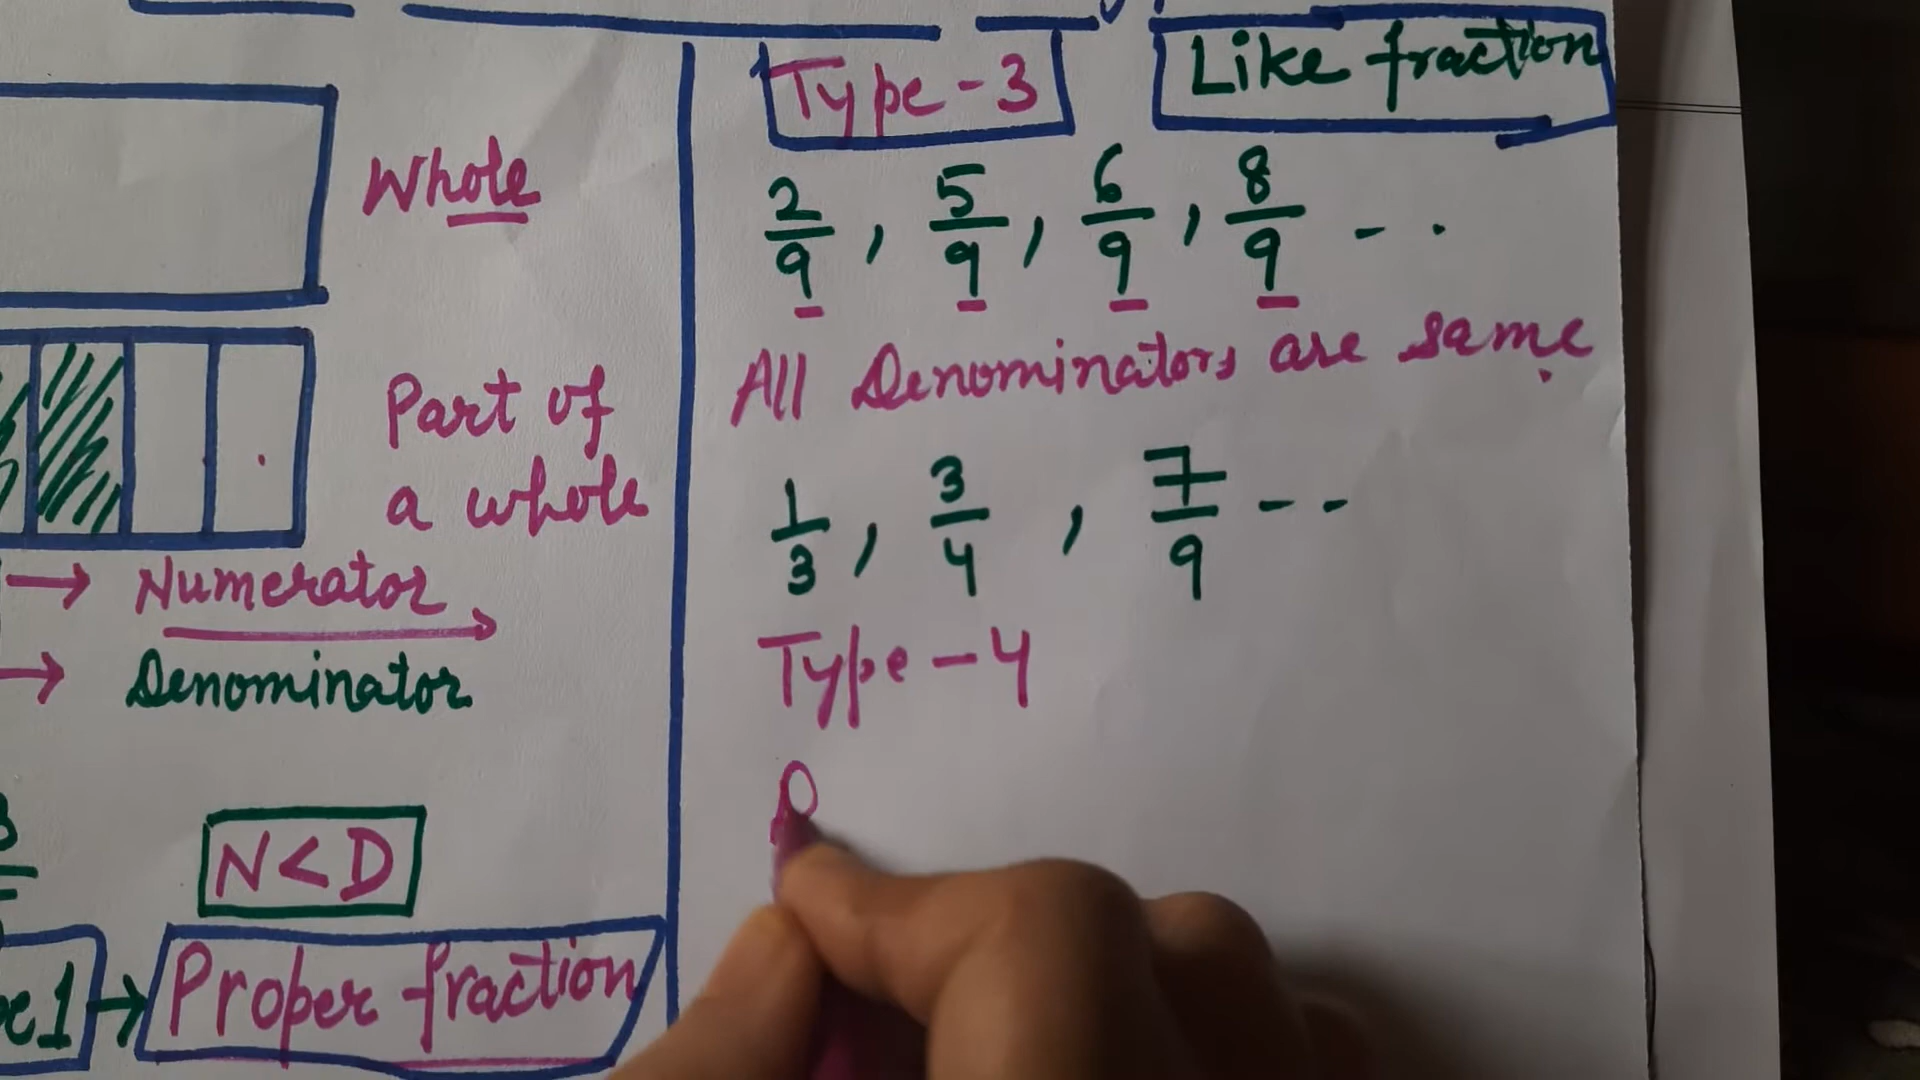 Whole
Part of
a whole
→ Numerator
→ Denominator
N<D
→ Proper fraction
Type-3 Like fraction
2/9, 5/9, 6/9, 8/9 - .
All Denominators are same
1/3, 3/4, 7/9 --
Type-4